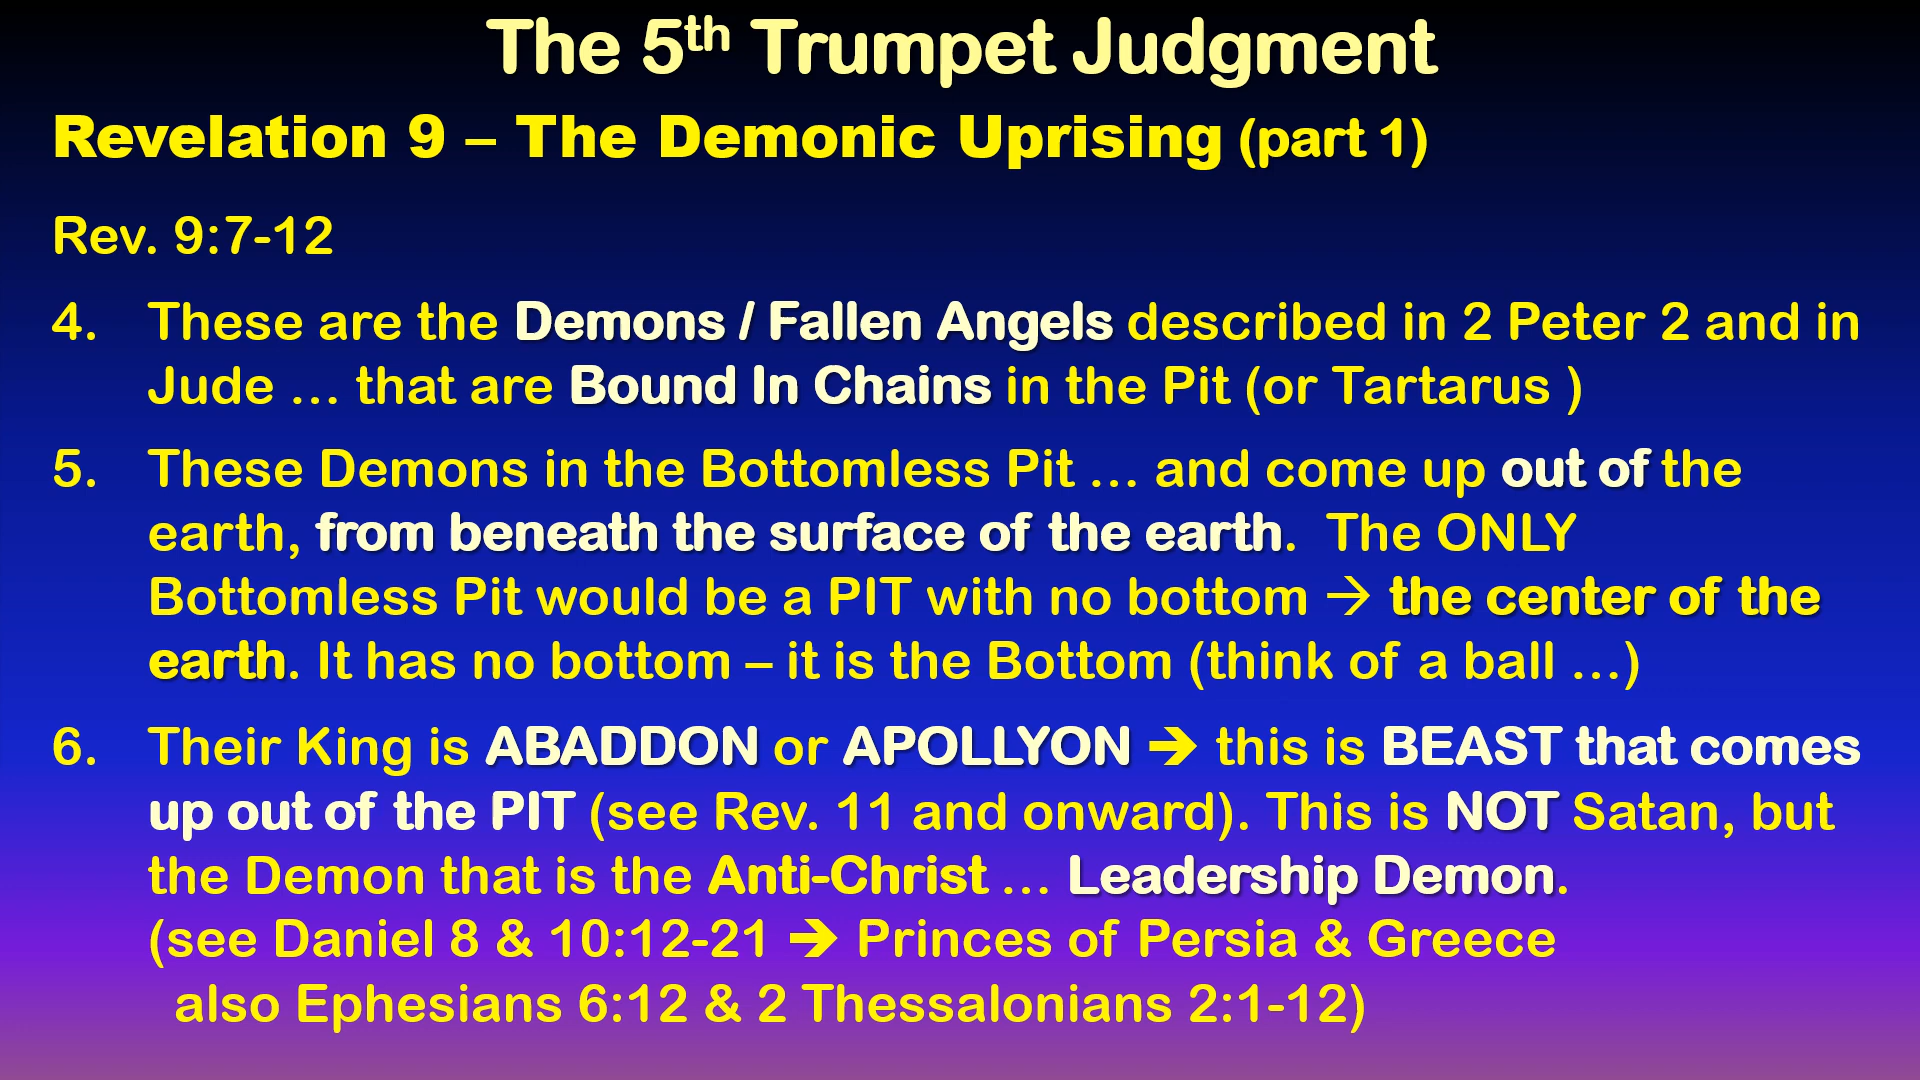 The 5th Trumpet Judgment
Revelation 9 – The Demonic Uprising (part 1)
Rev. 9:7-12
4. These are the Demons / Fallen Angels described in 2 Peter 2 and in
Jude … that are Bound In Chains in the Pit (or Tartarus )
5. These Demons in the Bottomless Pit … and come up out of the
earth, from beneath the surface of the earth. The ONLY
Bottomless Pit would be a PIT with no bottom → the center of the
earth. It has no bottom – it is the Bottom (think of a ball …)
6. Their King is ABADDON or APOLLYON ➔ this is BEAST that comes
up out of the PIT (see Rev. 11 and onward). This is NOT Satan, but
the Demon that is the Anti-Christ … Leadership Demon.
(see Daniel 8 & 10:12-21 ➔ Princes of Persia & Greece
also Ephesians 6:12 & 2 Thessalonians 2:1-12)